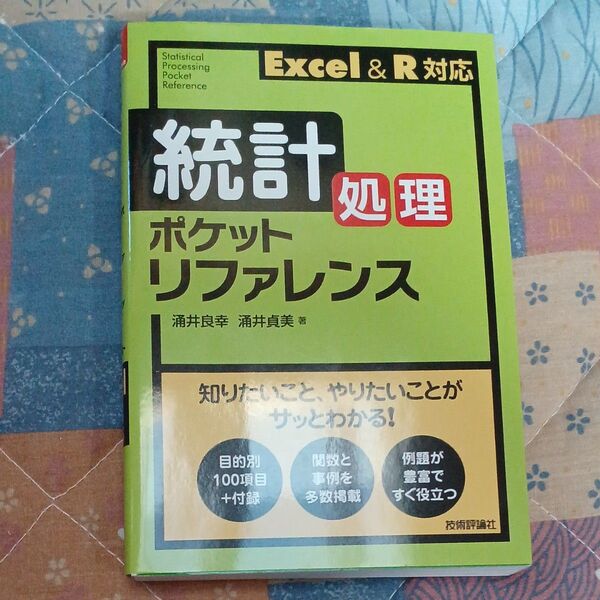 Statistical
Processing
Pocket
Reference
Excel & R 対応
統計
処理
ポケット
リファレンス
涌井良幸 涌井貞美 著
知りたいこと、やりたいことが
サッとわかる!
目的別
100項目
+付録
関数と
事例を
多数掲載
例題が
豊富で
すぐ役立つ
技術評論社